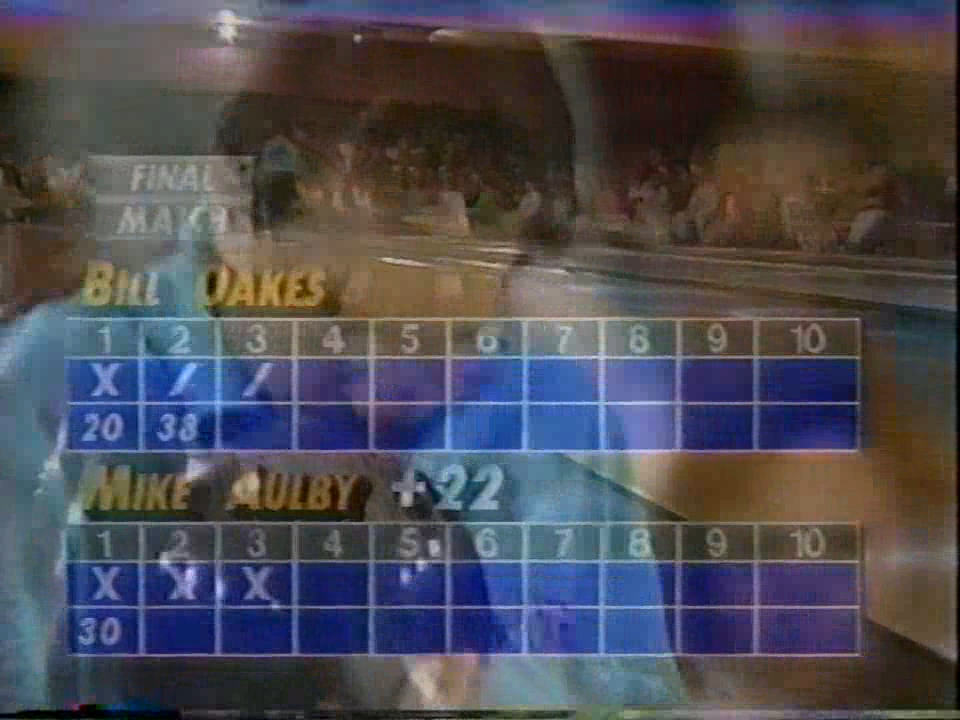 FINAL
MATCH
BILL OAKES
1 2 3 4 5 6 7 8 9 10
X / /
20 38
MIKE AULBY +22
1 2 3 4 5 6 7 8 9 10
X X X
30